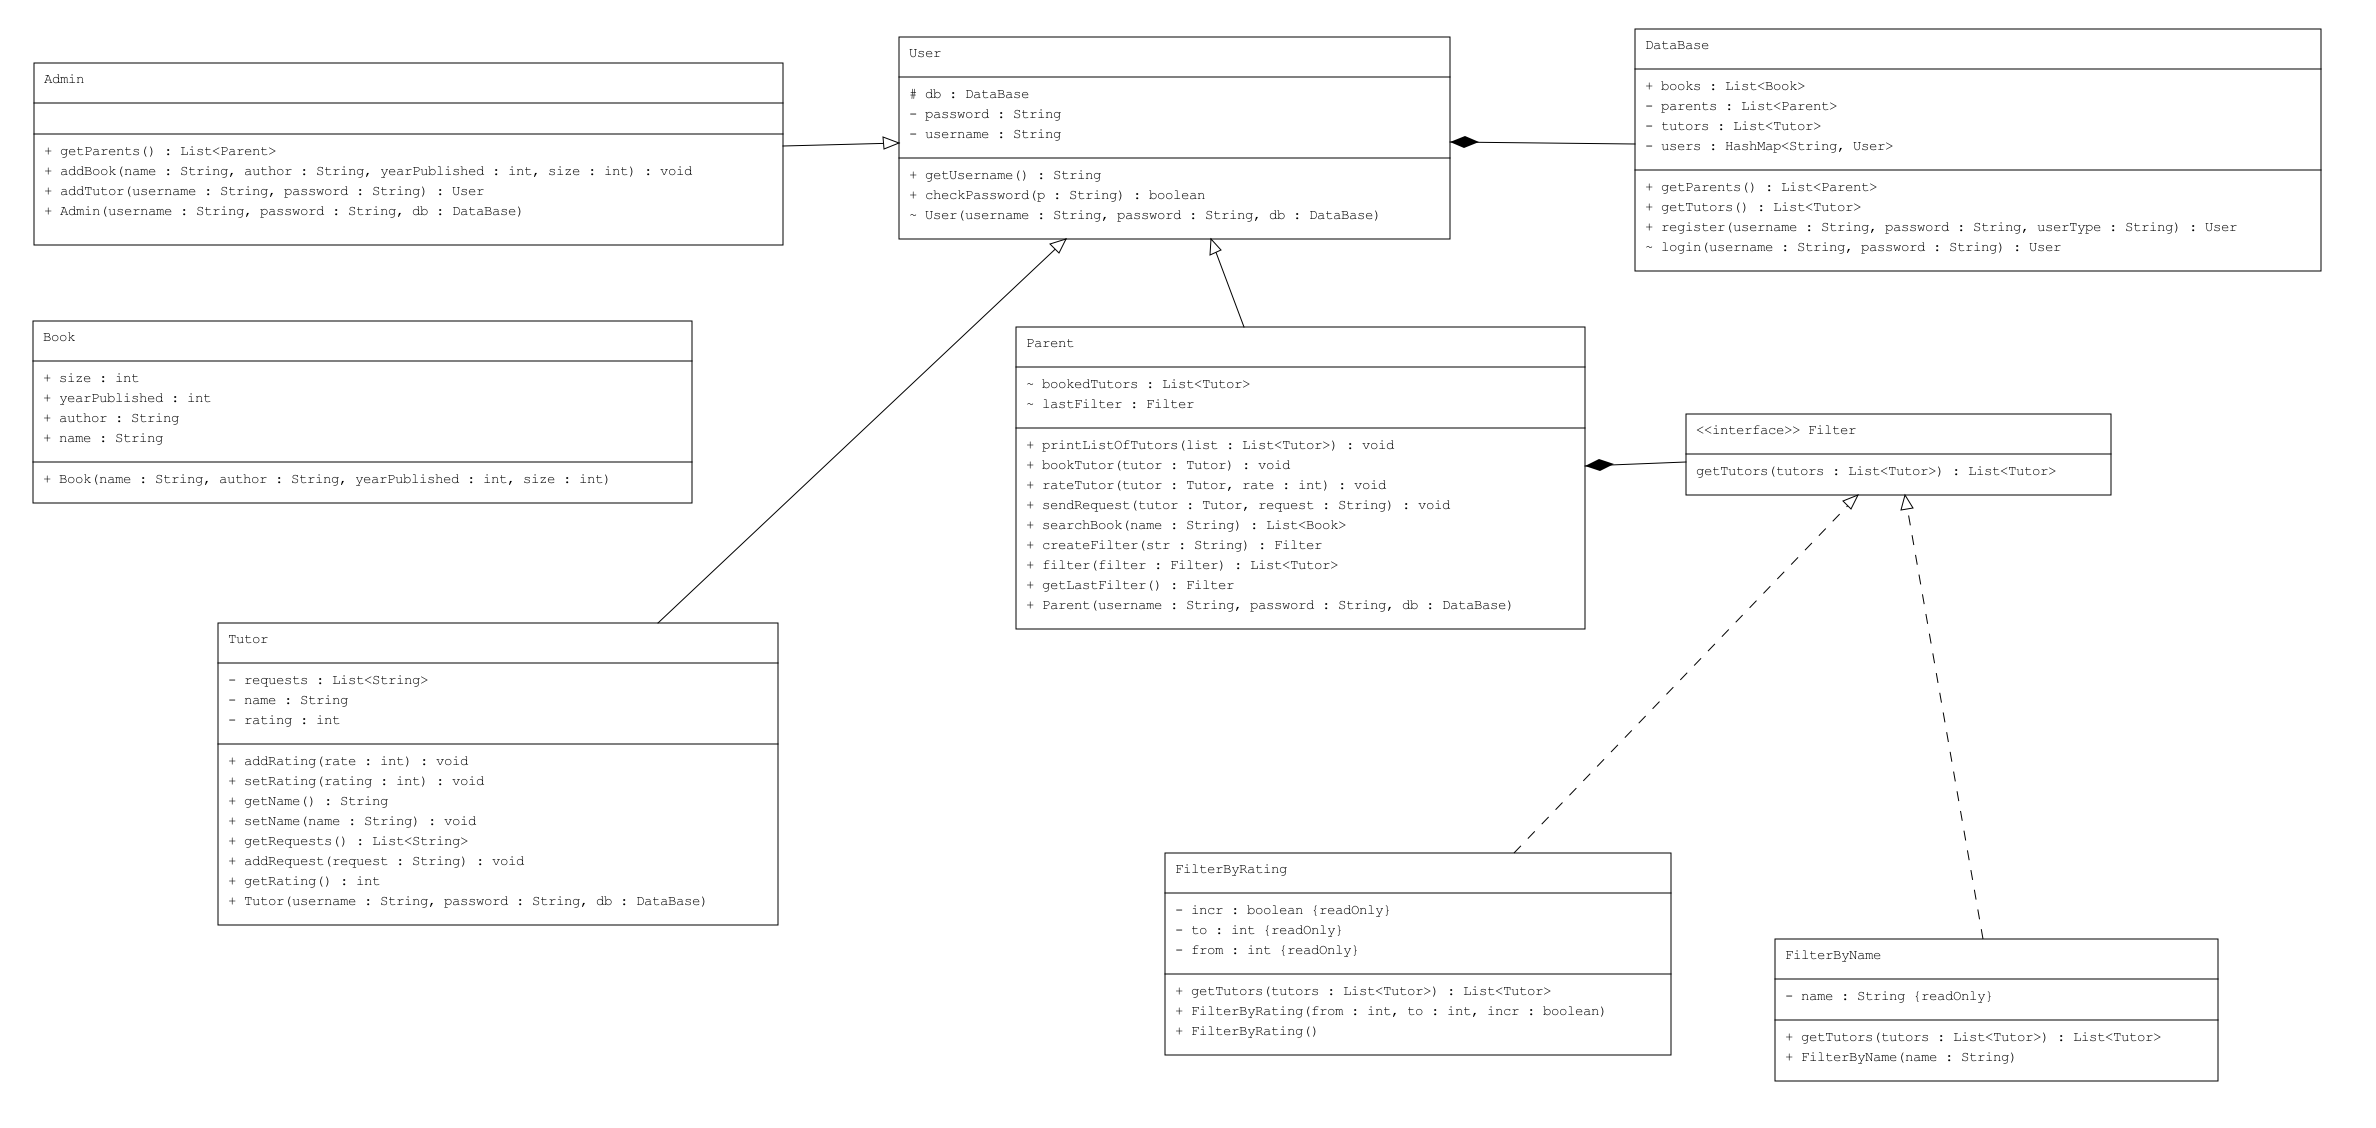 Admin
+ getParents() : List<Parent>
+ addBook(name : String, author : String, yearPublished : int, size : int) : void
+ addTutor(username : String, password : String) : User
+ Admin(username : String, password : String, db : DataBase)
User
# db : DataBase
- password : String
- username : String
+ getUsername() : String
+ checkPassword(p : String) : boolean
~ User(username : String, password : String, db : DataBase)
DataBase
+ books : List<Book>
- parents : List<Parent>
- tutors : List<Tutor>
- users : HashMap<String, User>
+ getParents() : List<Parent>
+ getTutors() : List<Tutor>
+ register(username : String, password : String, userType : String) : User
~ login(username : String, password : String) : User
Book
+ size : int
+ yearPublished : int
+ author : String
+ name : String
+ Book(name : String, author : String, yearPublished : int, size : int)
Parent
~ bookedTutors : List<Tutor>
~ lastFilter : Filter
+ printListOfTutors(list : List<Tutor>) : void
+ bookTutor(tutor : Tutor) : void
+ rateTutor(tutor : Tutor, rate : int) : void
+ sendRequest(tutor : Tutor, request : String) : void
+ searchBook(name : String) : List<Book>
+ createFilter(str : String) : Filter
+ filter(filter : Filter) : List<Tutor>
+ getLastFilter() : Filter
+ Parent(username : String, password : String, db : DataBase)
<<interface>> Filter
getTutors(tutors : List<Tutor>) : List<Tutor>
Tutor
- requests : List<String>
- name : String
- rating : int
+ addRating(rate : int) : void
+ setRating(rating : int) : void
+ getName() : String
+ setName(name : String) : void
+ getRequests() : List<String>
+ addRequest(request : String) : void
+ getRating() : int
+ Tutor(username : String, password : String, db : DataBase)
FilterByRating
- incr : boolean {readOnly}
- to : int {readOnly}
- from : int {readOnly}
+ getTutors(tutors : List<Tutor>) : List<Tutor>
+ FilterByRating(from : int, to : int, incr : boolean)
+ FilterByRating()
FilterByName
- name : String {readOnly}
+ getTutors(tutors : List<Tutor>) : List<Tutor>
+ FilterByName(name : String)